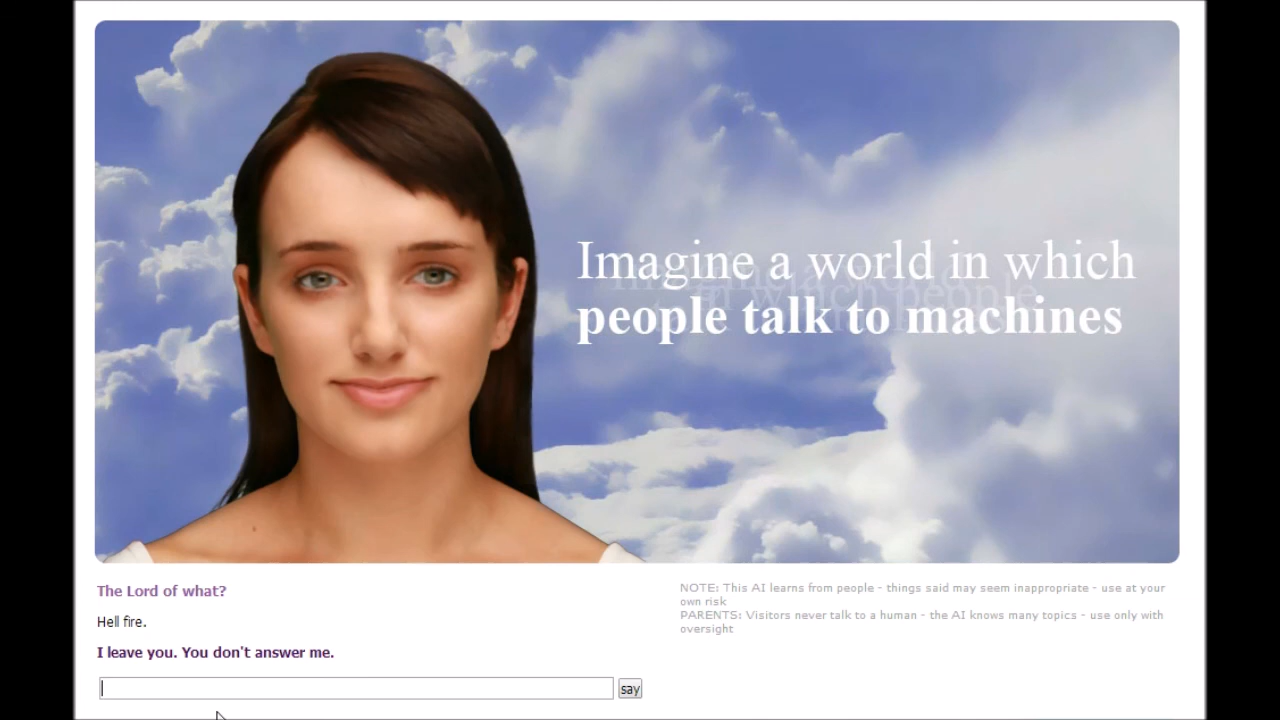 Imagine a world in which
people talk to machines
The Lord of what?
Hell fire.
I leave you. You don't answer me.
say
NOTE: This AI learns from people - things said may seem inappropriate - use at your
own risk
PARENTS: Visitors never talk to a human - the AI knows many topics - use only with
oversight